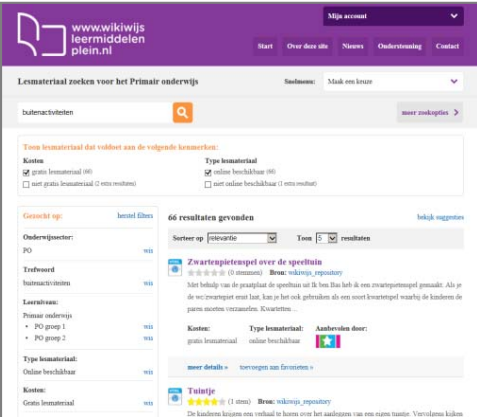 www.wikiwijs
leermiddelen
plein.nl
Mijn account
Start Over deze site Nieuws Ondersteuning Contact
Lesmateriaal zoeken voor het Primair onderwijs
Snelmenu: Maak een keuze
buitenactiviteiten
meer zoekopties
Toon lesmateriaal dat voldoet aan de volgende kenmerken:
Kosten Type lesmateriaal
gratis lesmateriaal (66) online beschikbaar (66)
niet gratis lesmateriaal (2 extra resultaten) niet online beschikbaar (1 extra resultaat)
Gezocht op: herstel filters
Onderwijssector:
PO wis
Trefwoord
buitenactiviteiten wis
Leerniveau:
Primair onderwijs
• PO groep 1 wis
• PO groep 2 wis
Type lesmateriaal:
Online beschikbaar wis
Kosten:
Gratis lesmateriaal wis
66 resultaten gevonden bekijk suggesties
Sorteer op relevantie Toon 5 resultaten
Zwartenpietenspel over de speeltuin
(0 stemmen) Bron: wikiwijs_repository
Met behulp van de praatplaat de speeltuin uit Ik ben Bas heb ik een zwartepietenspel gemaakt. Als je
de wc/zwartepiet eruit laat, kan je het ook gebruiken als een soort kwartetspel waarbij de kinderen de
paren moeten verzamelen. Kwartetten ...
Kosten: Type lesmateriaal: Aanbevolen door:
gratis lesmateriaal online beschikbaar
meer details » toevoegen aan favorieten »
Tuintje
(1 stem) Bron: wikiwijs_repository
De kinderen krijgen een verhaal te horen over het aanleggen van een eigen tuintje. Vervolgens kijken